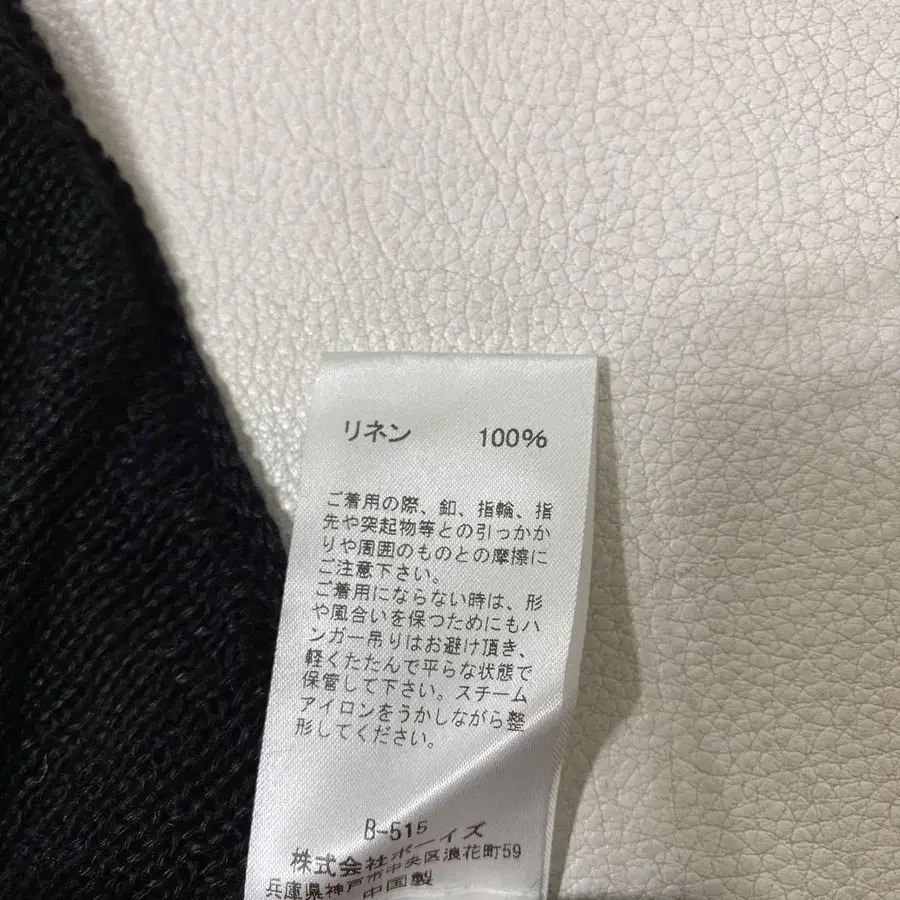 リネン 100%
ご着用の際、釦、指輪、指
先や突起物等との引っかか
りや周囲のものとの摩擦に
ご注意下さい。
ご着用にならない時は、形
や風合いを保つためにもハ
ンガー吊りはお避け頂き、
軽くたたんで平らな状態で
保管して下さい。スチーム
アイロンをうかしながら整
形してください。
B-515
株式会社ボーイズ
兵庫県神戸市中央区浪花町59
中国製